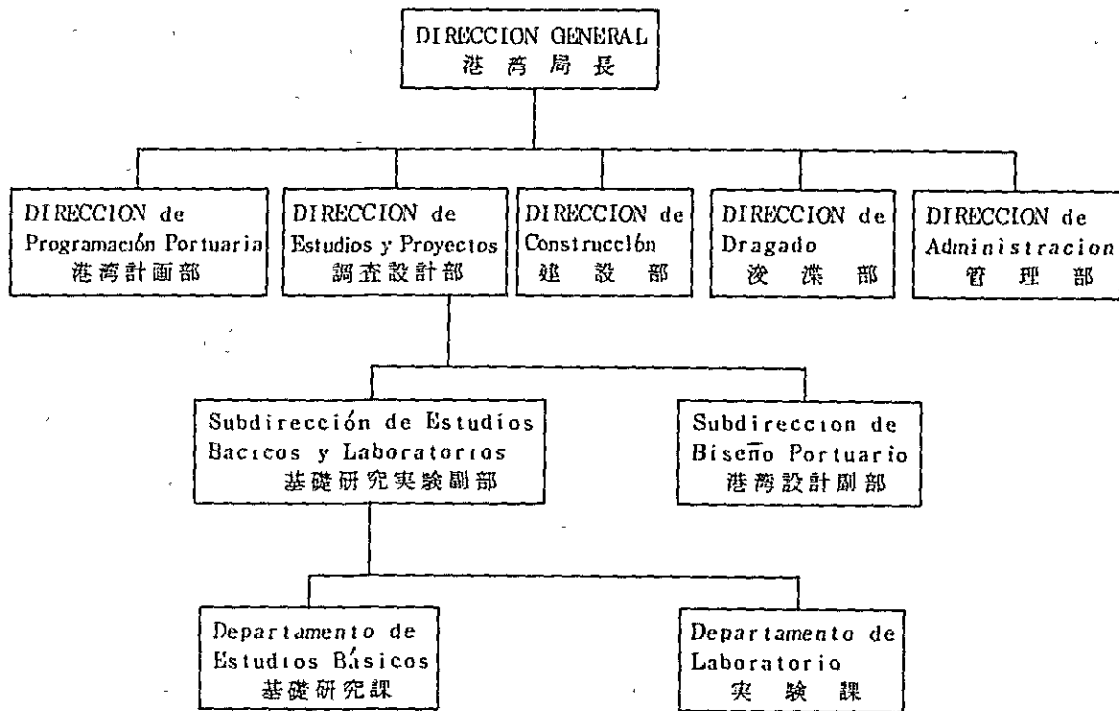 DIRECCION GENERAL
港湾局長
DIRECCION de
Programación Portuaria
港湾計画部
DIRECCION de
Estudios y Proyectos
調査設計部
DIRECCION de
Construcción
建設部
DIRECCION de
Dragado
浚渫部
DIRECCION de
Administracion
管理部
Subdirección de Estudios
Bacicos y Laboratorios
基礎研究実験副部
Subdireccion de
Biseño Portuario
港湾設計副部
Departamento de
Estudios Básicos
基礎研究課
Departamento de
Laboratorio
実験課